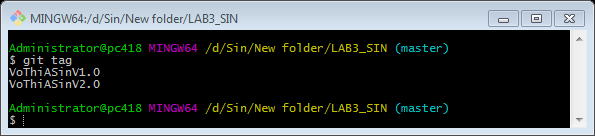 MINGW64:/d/Sin/New folder/LAB3_SIN
Administrator@pc418 MINGW64 /d/Sin/New folder/LAB3_SIN (master)
$ git tag
VoThiASinV1.0
VoThiASinV2.0
Administrator@pc418 MINGW64 /d/Sin/New folder/LAB3_SIN (master)
$